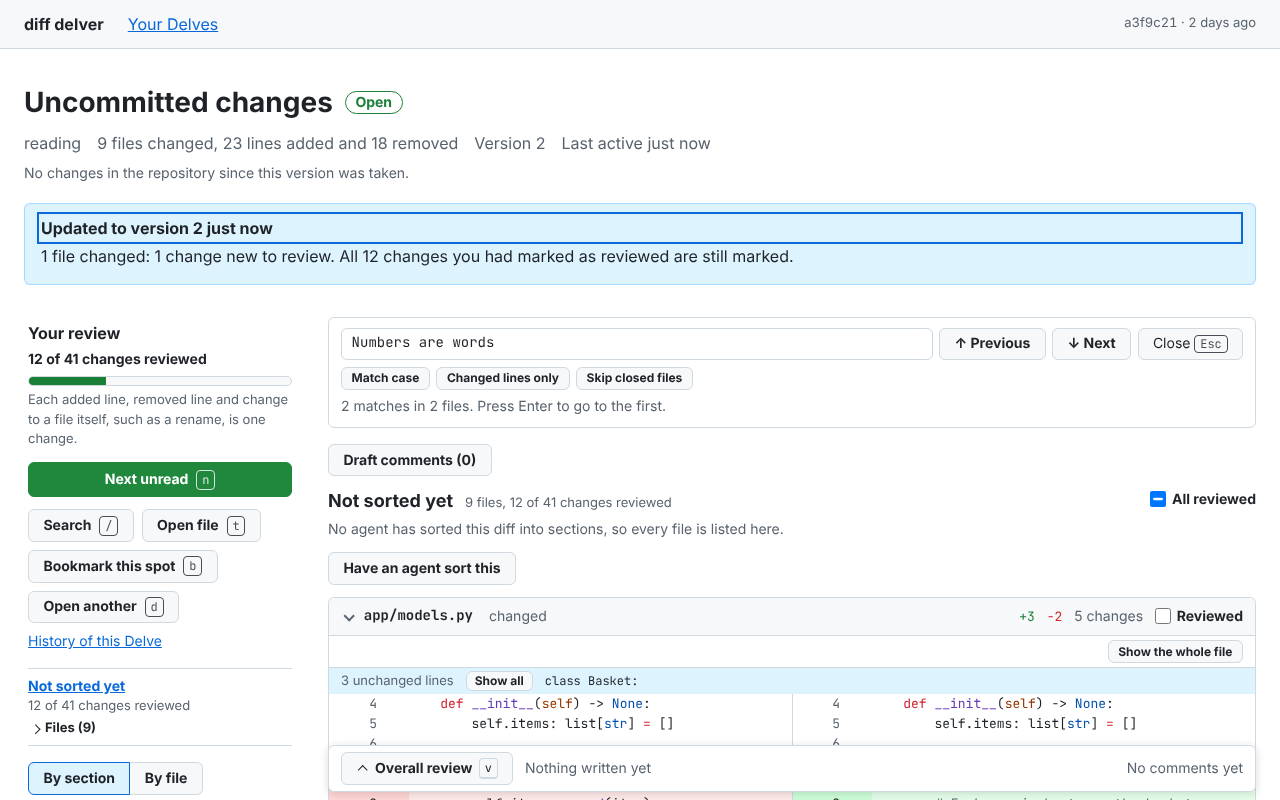 diff delver Your Delves a3f9c21 · 2 days ago
Uncommitted changes Open
reading 9 files changed, 23 lines added and 18 removed Version 2 Last active just now
No changes in the repository since this version was taken.
Updated to version 2 just now
1 file changed: 1 change new to review. All 12 changes you had marked as reviewed are still marked.
Your review
12 of 41 changes reviewed
Each added line, removed line and change
to a file itself, such as a rename, is one
change.
Next unread n
Search / Open file t
Bookmark this spot b
Open another d
History of this Delve
Not sorted yet
12 of 41 changes reviewed
Files (9)
By section By file
Numbers are words ↑ Previous ↓ Next Close Esc
Match case Changed lines only Skip closed files
2 matches in 2 files. Press Enter to go to the first.
Draft comments (0)
Not sorted yet 9 files, 12 of 41 changes reviewed All reviewed
No agent has sorted this diff into sections, so every file is listed here.
Have an agent sort this
app/models.py changed +3 -2 5 changes Reviewed
Show the whole file
3 unchanged lines Show all class Basket:
4 def __init__(self) -> None: 4 def __init__(self) -> None:
5 self.items: list[str] = [] 5 self.items: list[str] = []
Overall review v Nothing written yet No comments yet